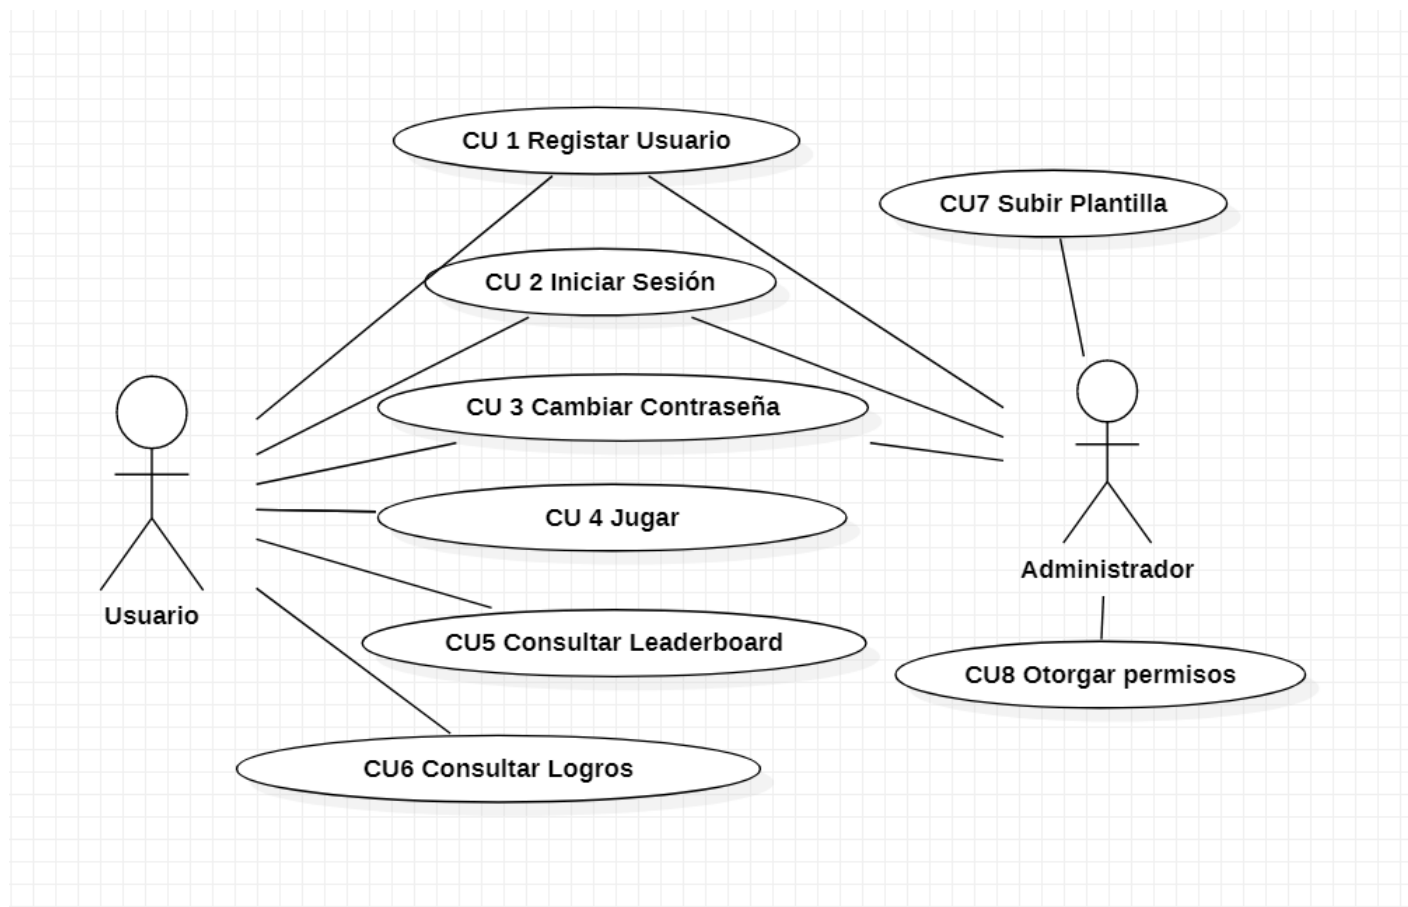 CU 1 Registar Usuario
CU7 Subir Plantilla
CU 2 Iniciar Sesión
CU 3 Cambiar Contraseña
CU 4 Jugar
Administrador
Usuario
CU5 Consultar Leaderboard
CU8 Otorgar permisos
CU6 Consultar Logros